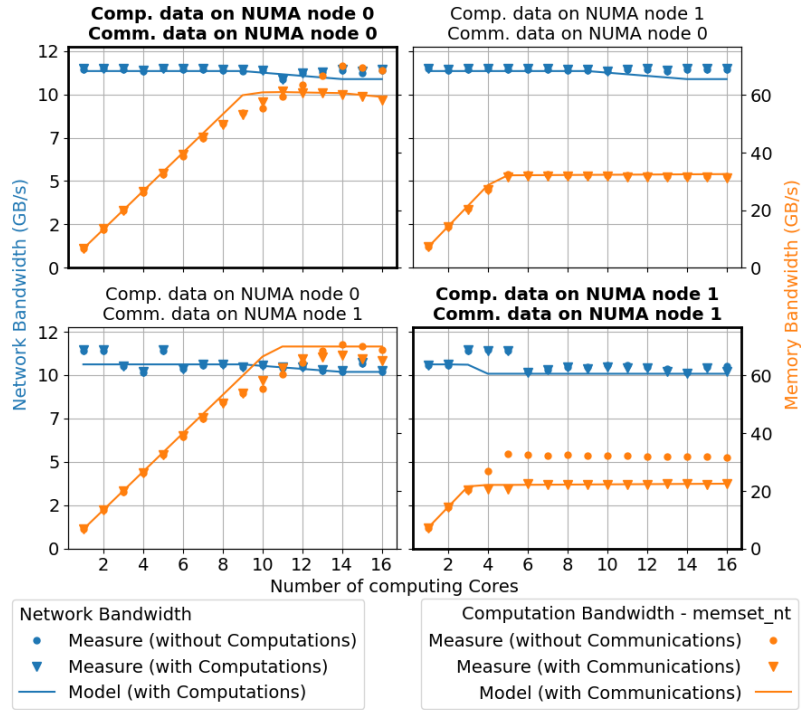 Comp. data on NUMA node 0
Comm. data on NUMA node 0
Comp. data on NUMA node 1
Comm. data on NUMA node 0
12
10
7
5
2
0
60
40
20
0
Network Bandwidth (GB/s)
Memory Bandwidth (GB/s)
Comp. data on NUMA node 0
Comm. data on NUMA node 1
Comp. data on NUMA node 1
Comm. data on NUMA node 1
12
10
7
5
2
0
60
40
20
0
2 4 6 8 10 12 14 16
2 4 6 8 10 12 14 16
Number of computing Cores
Network Bandwidth
Measure (without Computations)
Measure (with Computations)
Model (with Computations)
Computation Bandwidth - memset_nt
Measure (without Communications)
Measure (with Communications)
Model (with Communications)